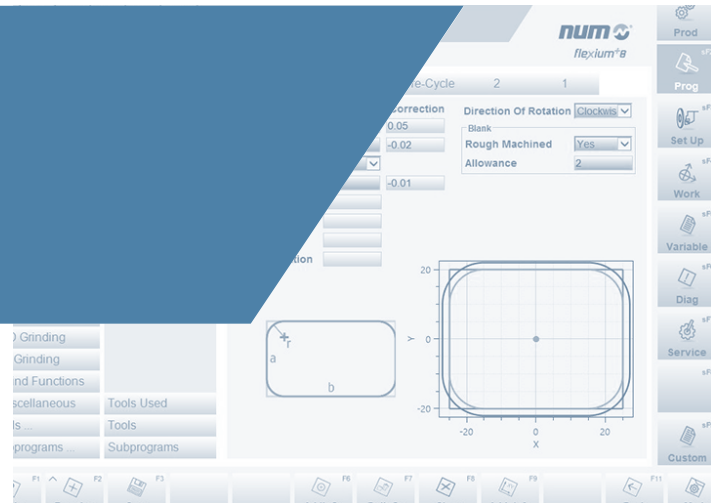 num
flexium+8
Prod
Prog
Set Up
Work
Variable
Diag
Service
Custom
e-Cycle 2 1
orrection
0.05
-0.02
-0.01
tion
Direction Of Rotation Clockwis
Blank
Rough Machined Yes
Allowance 2
20
0
-20
Y
-20 0 20
X
a
r
b
Grinding
Grinding
nd Functions
scellaneous Tools Used
ls ... Tools
programs ... Subprograms
F1 F2 F3 F6 F7 F8 F9 F11